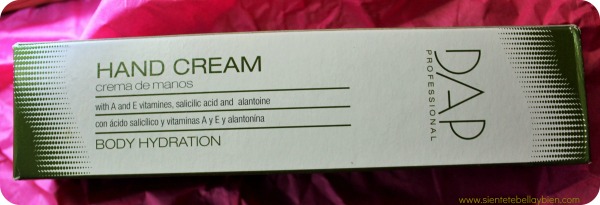 HAND CREAM
crema de manos
with A and E vitamines, salicilic acid and alantoine
con ácido salicílico y vitaminas A y E y alantonina
BODY HYDRATION
DAP
PROFESSIONAL
www.sientetebellaybien.com